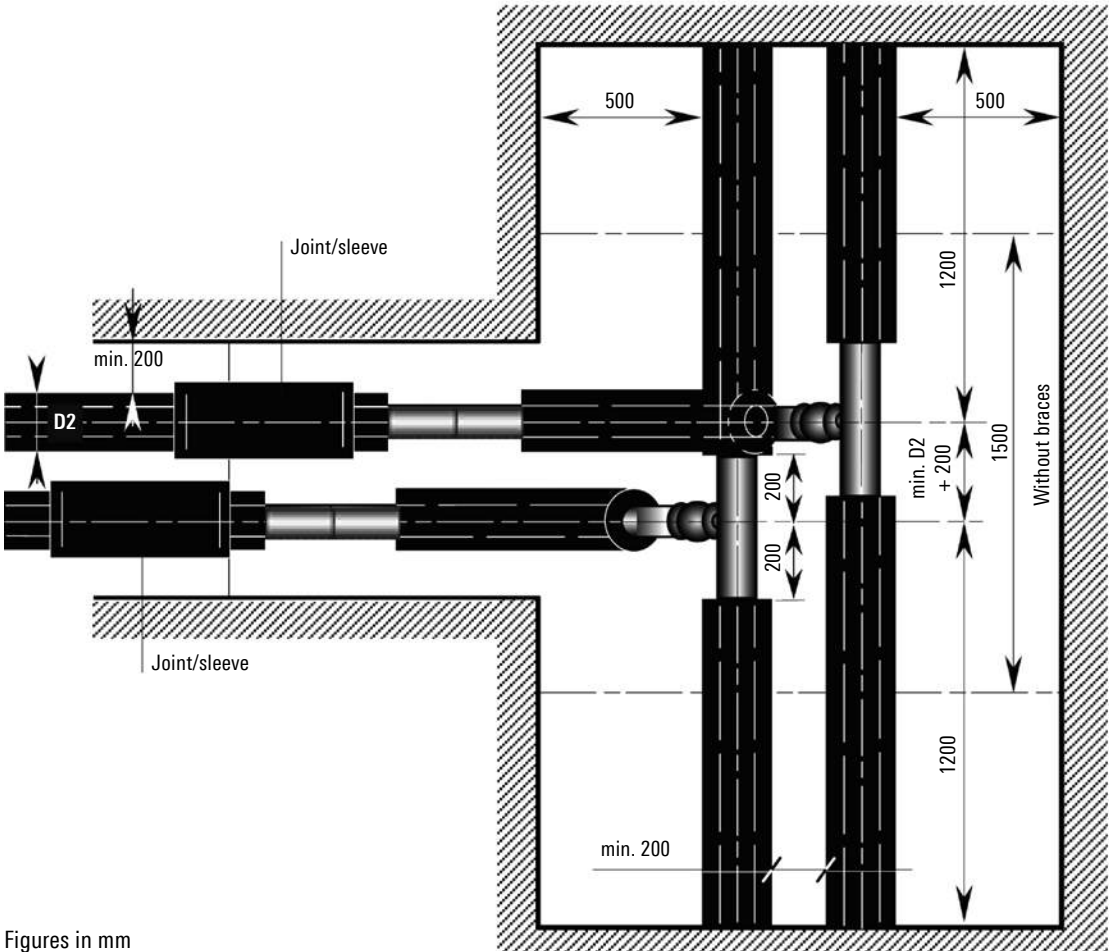 500
500
Joint/sleeve
1200
min. 200
D2
min. D2
+ 200
1500
Without braces
200
200
Joint/sleeve
1200
min. 200
Figures in mm